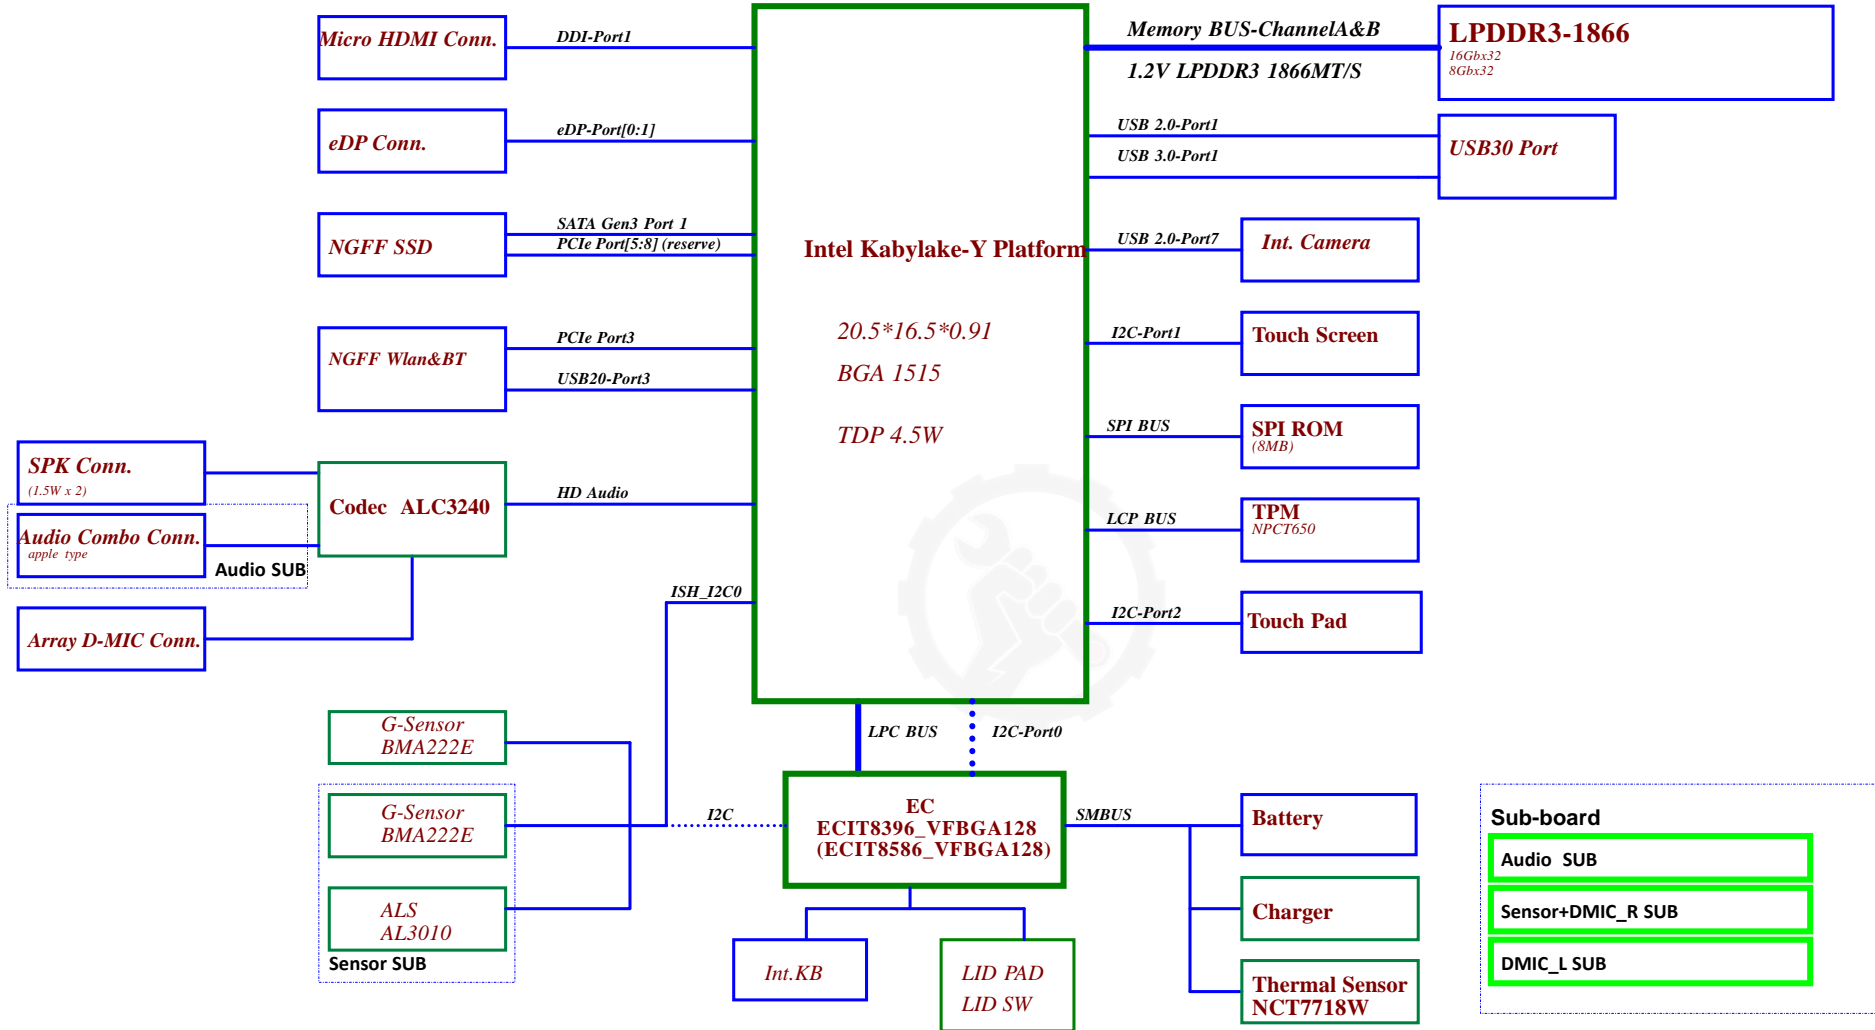 Micro HDMI Conn.
DDI-Port1
eDP Conn.
eDP-Port[0:1]
NGFF SSD
SATA Gen3 Port 1
PCIe Port[5:8] (reserve)
NGFF Wlan&BT
PCIe Port3
USB20-Port3
SPK Conn.
(1.5W x 2)
Audio Combo Conn.
apple type
Audio SUB
Codec ALC3240
HD Audio
Array D-MIC Conn.
ISH_I2C0
G-Sensor
BMA222E
G-Sensor
BMA222E
ALS
AL3010
Sensor SUB
I2C
Intel Kabylake-Y Platform
20.5*16.5*0.91
BGA 1515
TDP 4.5W
LPC BUS
I2C-Port0
EC
ECIT8396_VFBGA128
(ECIT8586_VFBGA128)
Int.KB
LID PAD
LID SW
Memory BUS-ChannelA&B
1.2V LPDDR3 1866MT/S
LPDDR3-1866
16Gbx32
8Gbx32
USB 2.0-Port1
USB 3.0-Port1
USB30 Port
USB 2.0-Port7
Int. Camera
I2C-Port1
Touch Screen
SPI BUS
SPI ROM
(8MB)
LCP BUS
TPM
NPCT650
I2C-Port2
Touch Pad
SMBUS
Battery
Charger
Thermal Sensor
NCT7718W
Sub-board
Audio SUB
Sensor+DMIC_R SUB
DMIC_L SUB